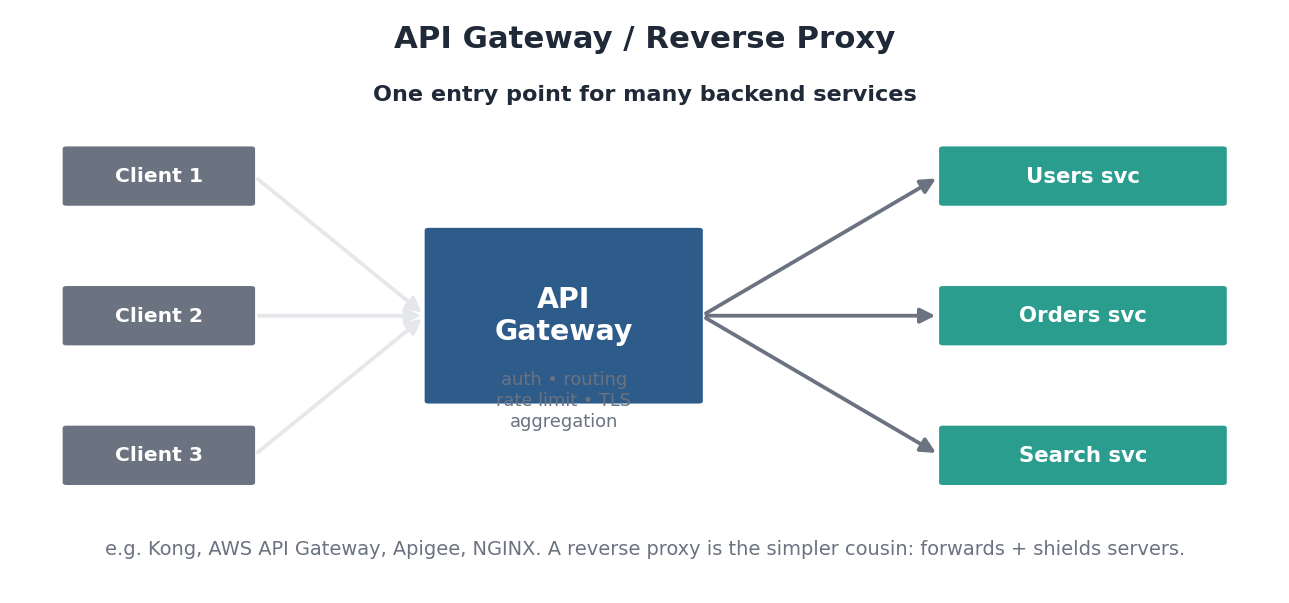 API Gateway / Reverse Proxy
One entry point for many backend services
Client 1
Users svc
API
Gateway
Client 2
Orders svc
auth • routing
rate limit • TLS
aggregation
Client 3
Search svc
e.g. Kong, AWS API Gateway, Apigee, NGINX. A reverse proxy is the simpler cousin: forwards + shields servers.